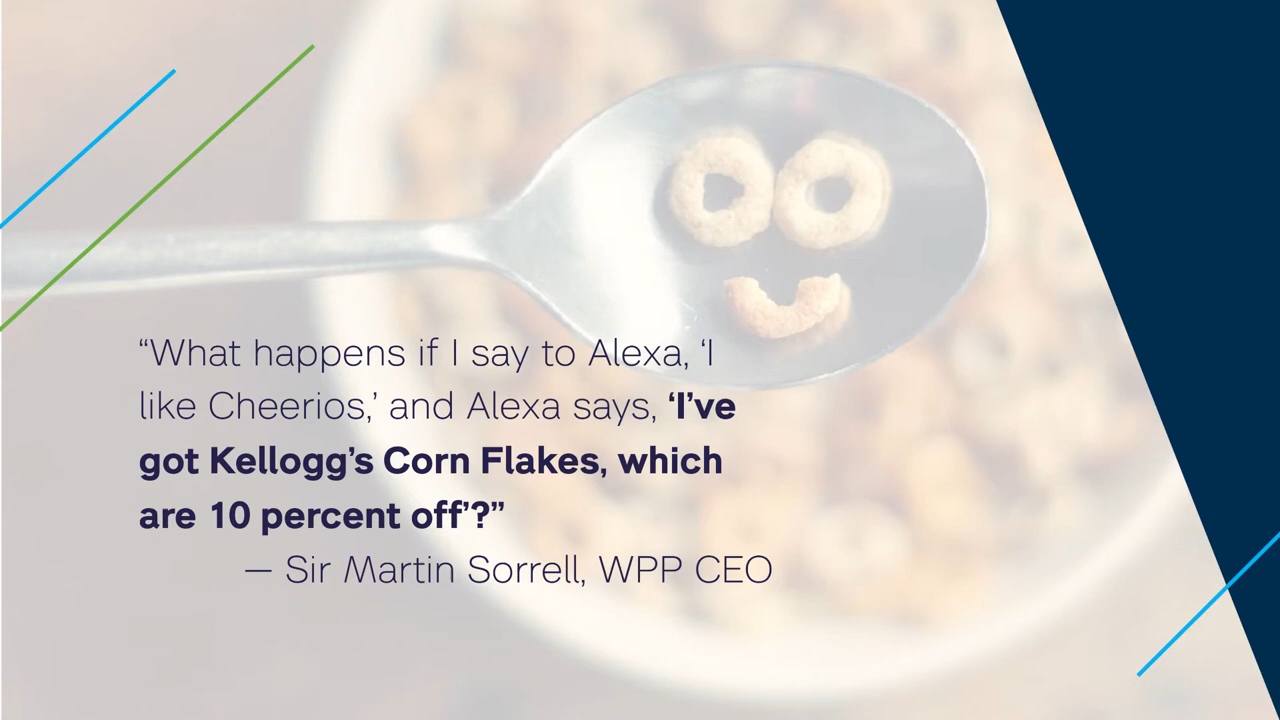 “What happens if I say to Alexa, ‘I
like Cheerios,’ and Alexa says, ‘I’ve
got Kellogg’s Corn Flakes, which
are 10 percent off’?”
— Sir Martin Sorrell, WPP CEO